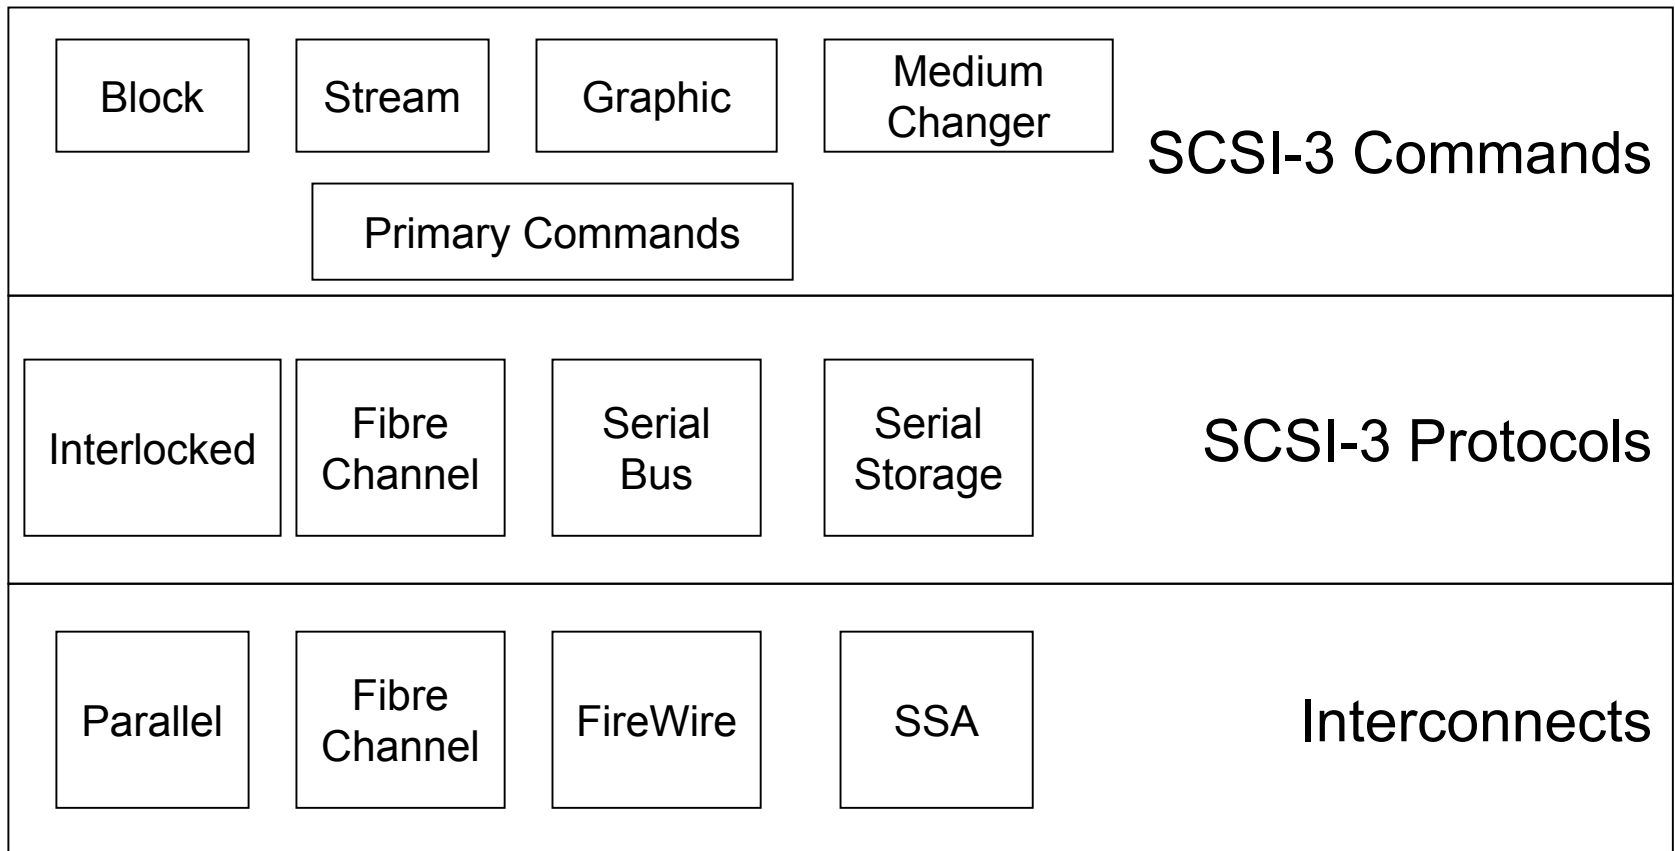 Block
Stream
Graphic
Medium
Changer
SCSI-3 Commands
Primary Commands
Interlocked
Fibre
Channel
Serial
Bus
Serial
Storage
SCSI-3 Protocols
Parallel
Fibre
Channel
FireWire
SSA
Interconnects